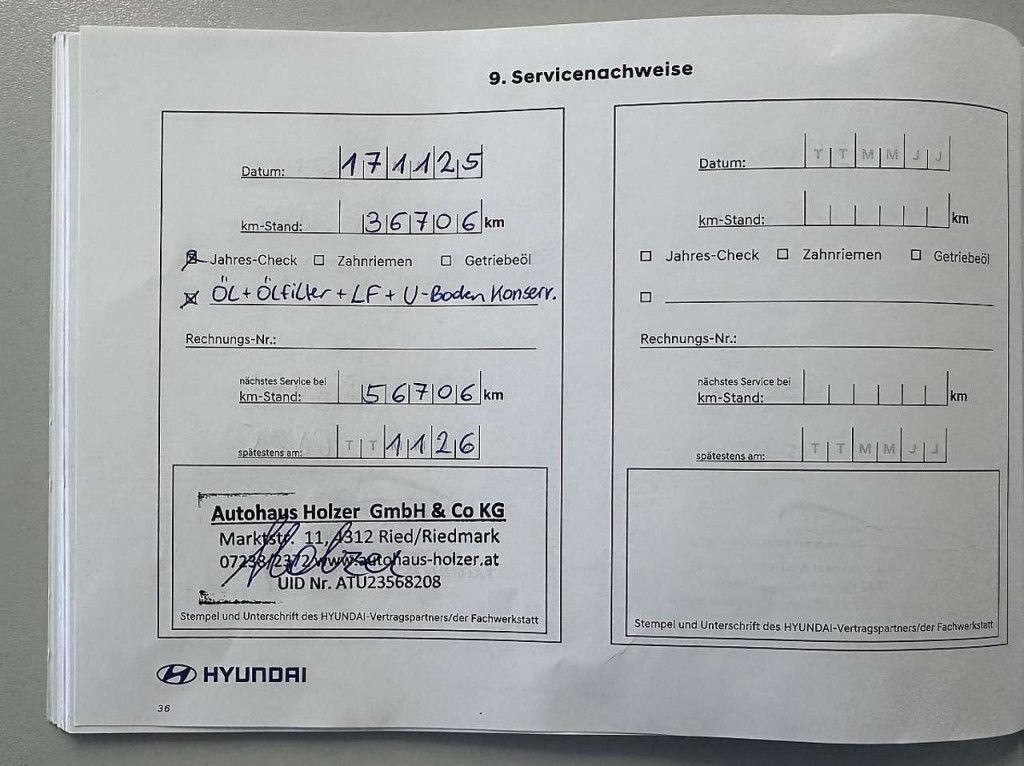 9. Servicenachweise
Datum: 171125
km-Stand: 36706 km
Jahres-Check Zahnriemen Getriebeöl
ÖL + Ölfilter + LF + U-Boden Konserv.
Rechnungs-Nr.:
nächstes Service bei
km-Stand: 56706 km
spätestens am: T T 1126
Autohaus Holzer GmbH & Co KG
Marktstr. 11, 4312 Ried/Riedmark
07238/2372 www.autohaus-holzer.at
UID Nr. ATU23568208
Holzer
Stempel und Unterschrift des HYUNDAI-Vertragspartners/der Fachwerkstatt
Datum: T T M M J J
km-Stand: km
Jahres-Check Zahnriemen Getriebeöl
Rechnungs-Nr.:
nächstes Service bei
km-Stand: km
spätestens am: T T M M J J
Stempel und Unterschrift des HYUNDAI-Vertragspartners/der Fachwerkstatt
HYUNDAI
36